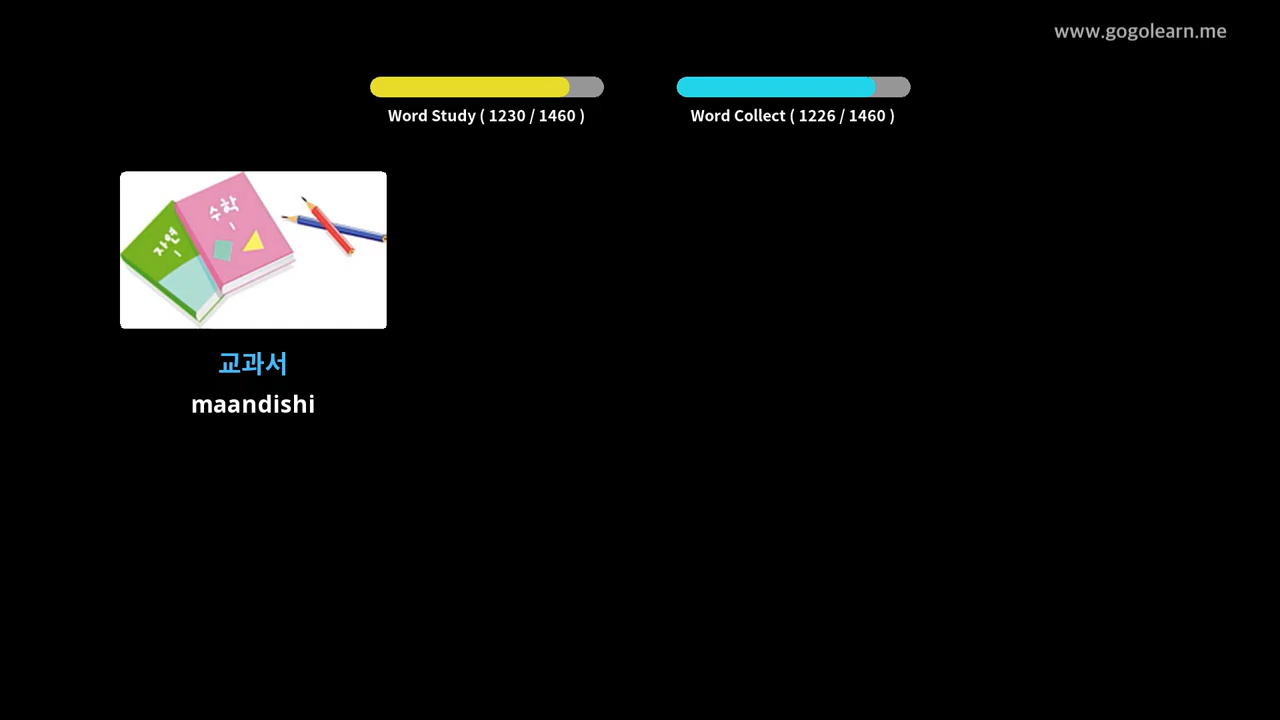 www.gogolearn.me
Word Study ( 1230 / 1460 )
Word Collect ( 1226 / 1460 )
수학
자연
교과서
maandishi